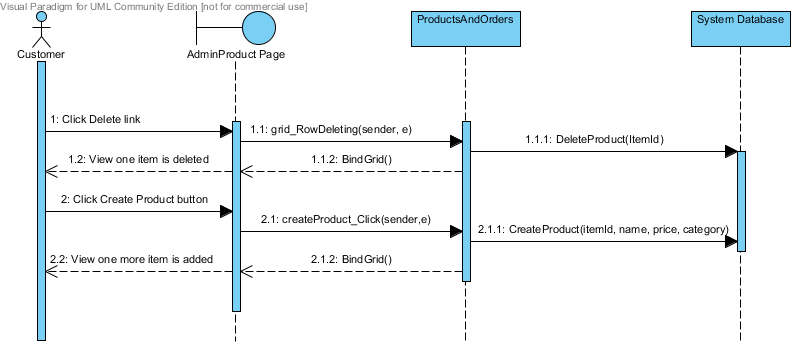 Visual Paradigm for UML Community Edition [not for commercial use]
Customer
AdminProduct Page
ProductsAndOrders
System Database
1: Click Delete link
1.1: grid_RowDeleting(sender, e)
1.1.1: DeleteProduct(ItemId)
1.2: View one item is deleted
1.1.2: BindGrid()
2: Click Create Product button
2.1: createProduct_Click(sender,e)
2.1.1: CreateProduct(itemId, name, price, category)
2.2: View one more item is added
2.1.2: BindGrid()